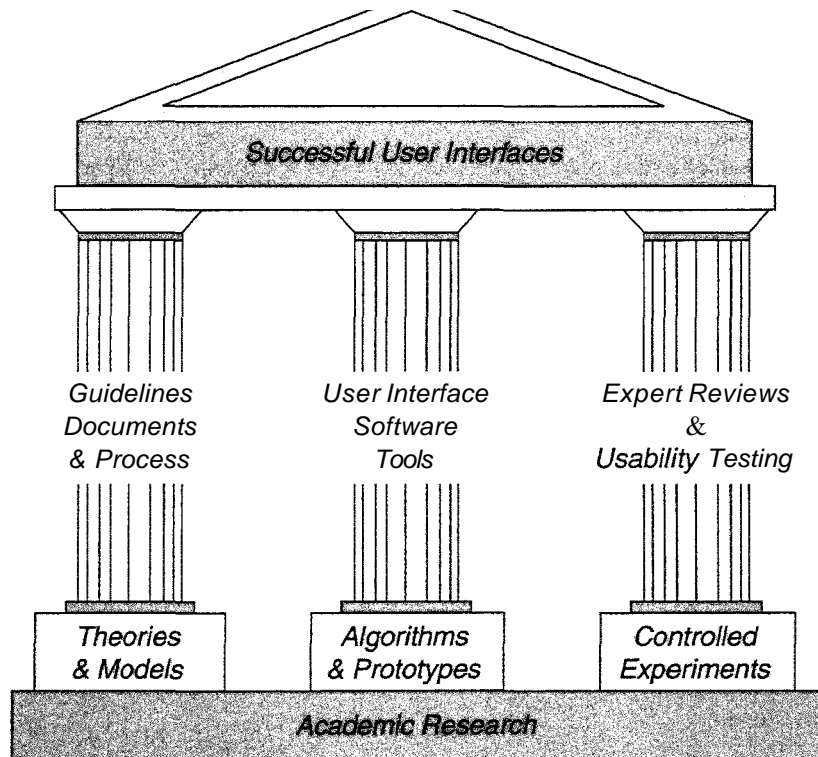 Successful User Interfaces
Guidelines
Documents
& Process
User Interface
Software
Tools
Expert Reviews
&
Usability Testing
Theories
& Models
Algorithms
& Prototypes
Controlled
Experiments
Academic Research